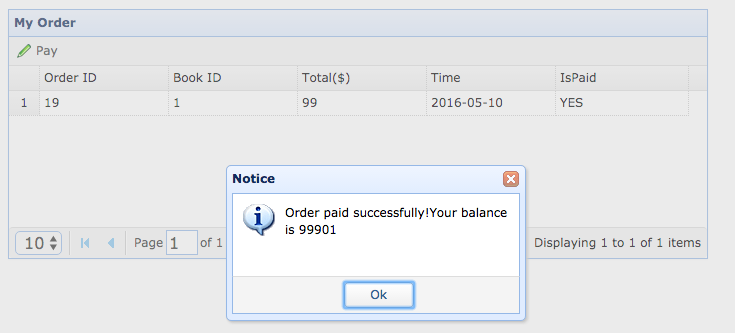 My Order
Pay
Order ID Book ID Total($) Time IsPaid
1 19 1 99 2016-05-10 YES
Notice
Order paid successfully!Your balance
is 99901
Ok
10 Page 1 of 1 Displaying 1 to 1 of 1 items